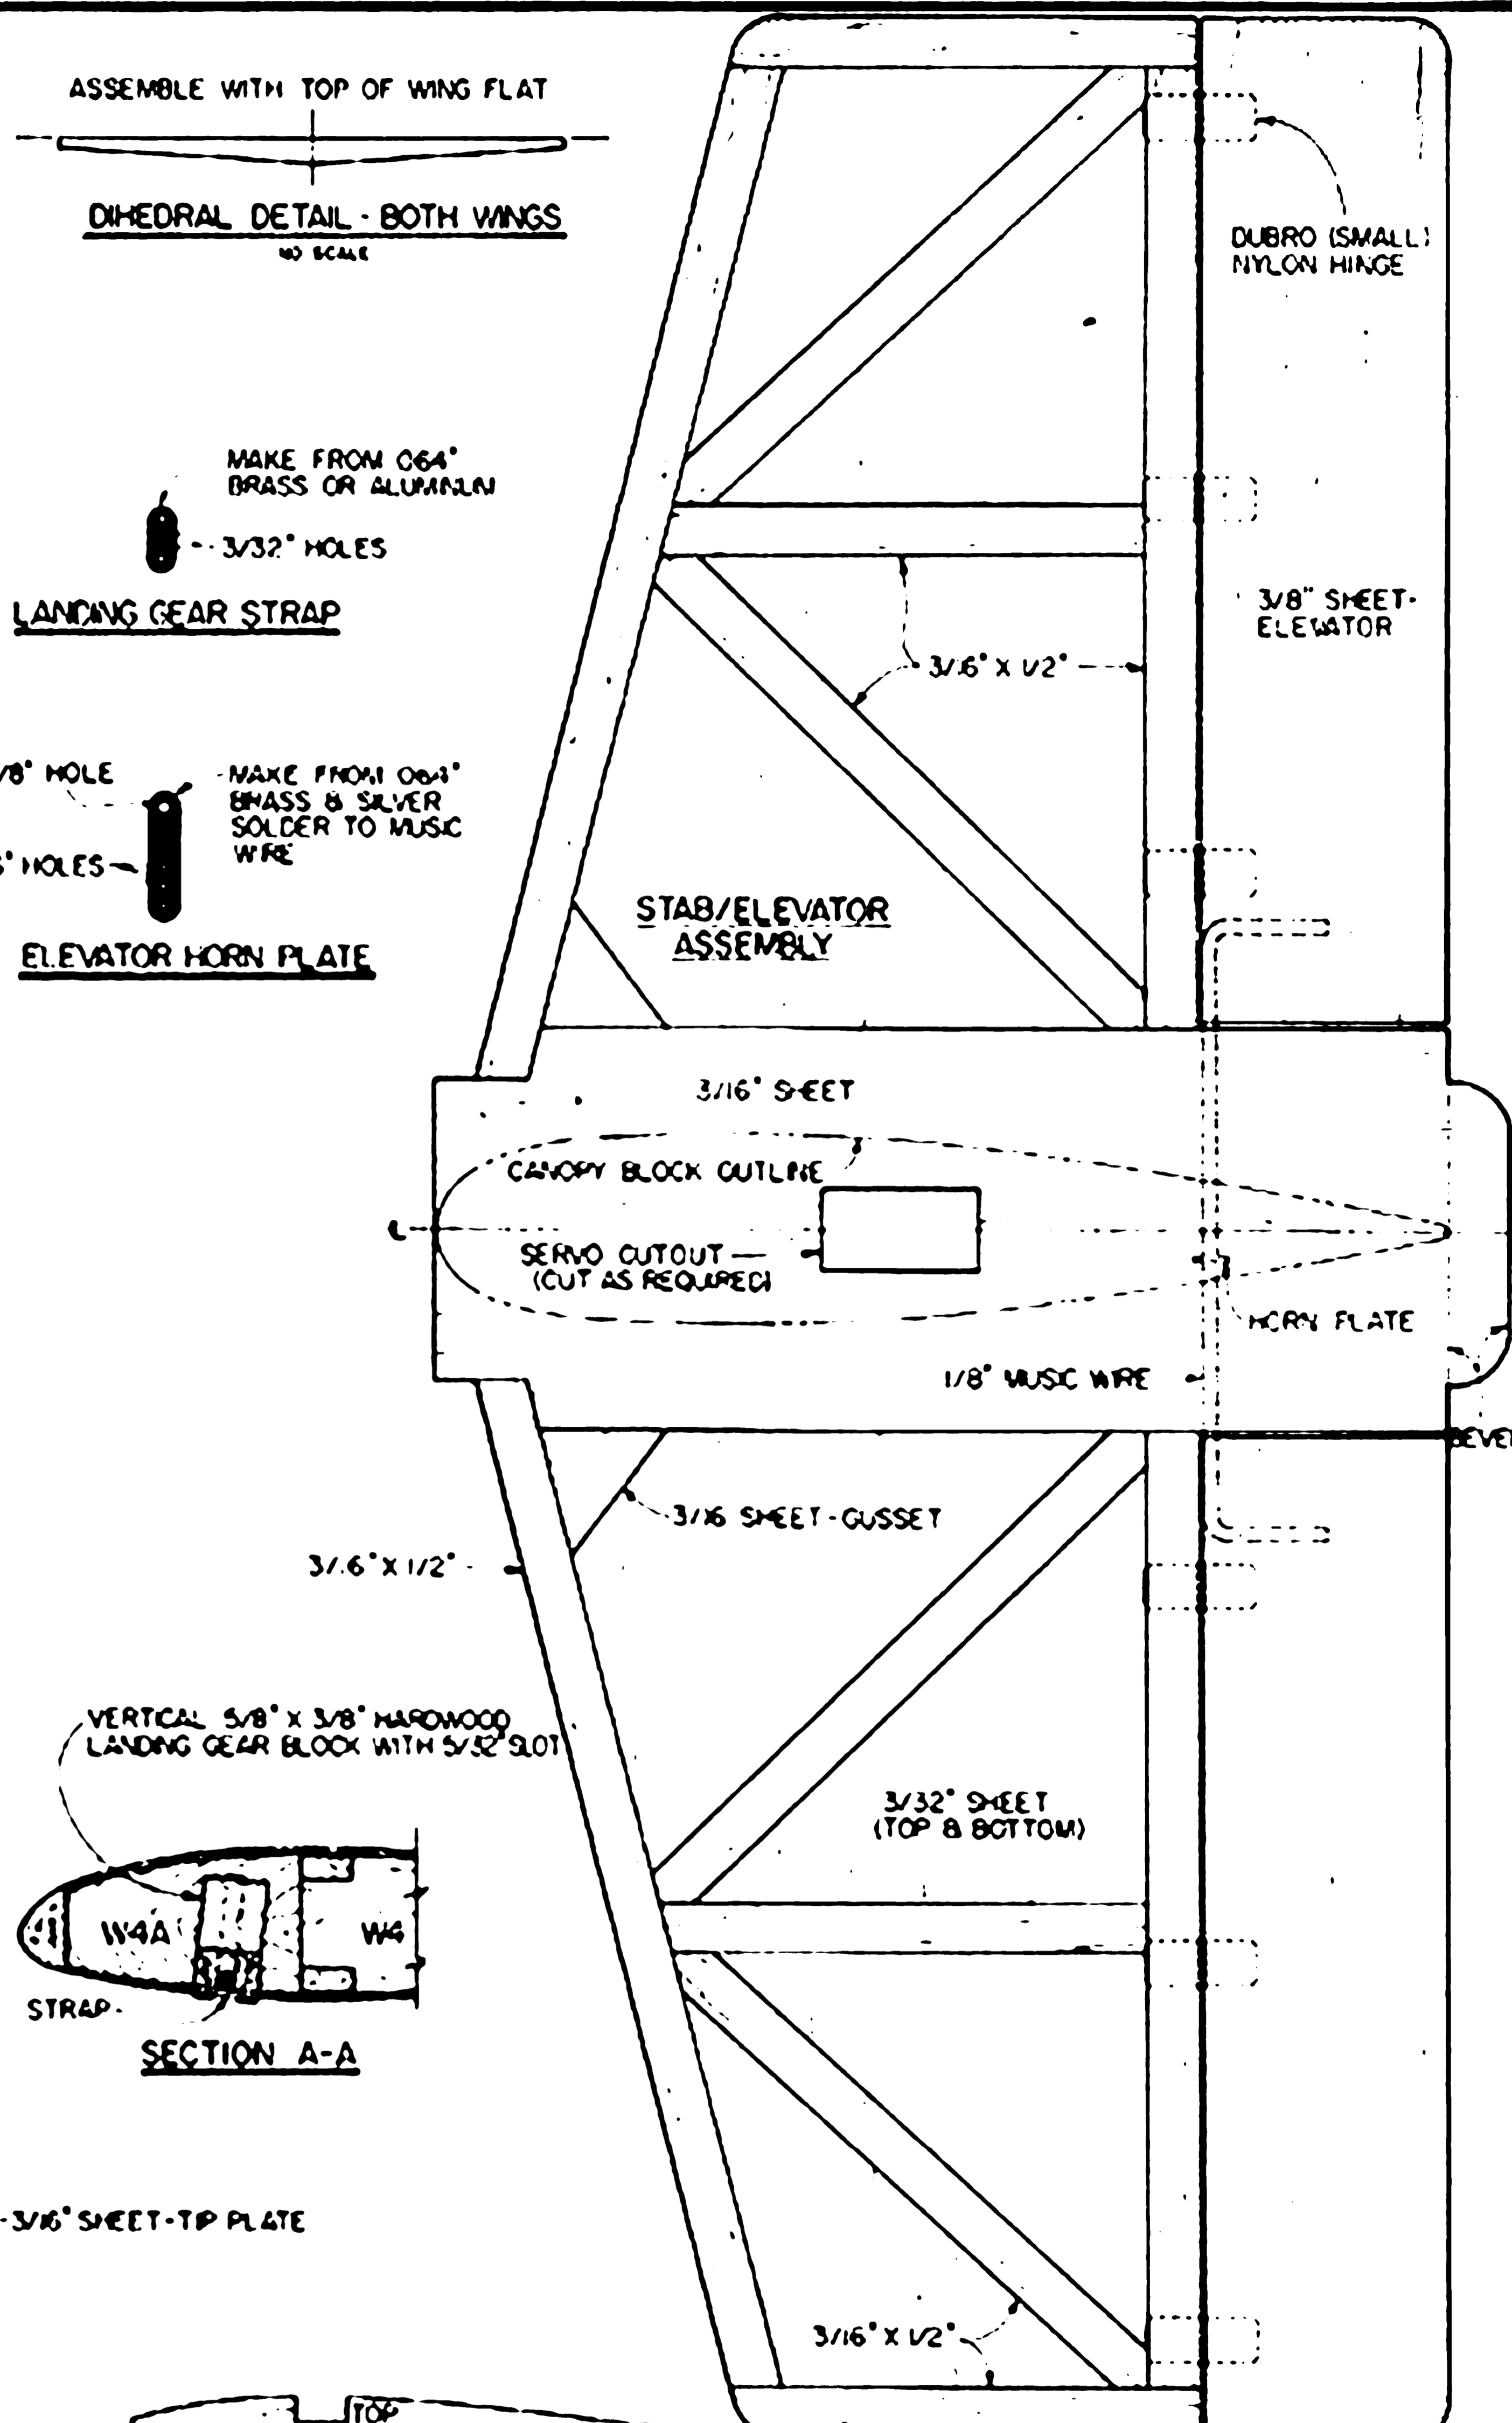 ASSEMBLE WITH TOP OF WING FLAT
DIHEDRAL DETAIL - BOTH WINGS
NO SCALE
DUBRO (SMALL)
NYLON HINGE
MAKE FROM 064"
BRASS OR ALUMINUM
3/32" HOLES
LANDING GEAR STRAP
3/8" SHEET-
ELEVATOR
3/16" X 1/2"
/8" HOLE
MAKE FROM 064"
BRASS & SILVER
SOLDER TO MUSIC
WIRE
HOLES
ELEVATOR HORN PLATE
STAB/ELEVATOR
ASSEMBLY
3/16" SHEET
CANOPY BLOCK OUTLINE
SERVO CUTOUT
(CUT AS REQUIRED)
HORN PLATE
1/8" MUSIC WIRE
BEVE
3/16 SHEET-GUSSET
3/16" X 1/2"
VERTICAL 5/8" X 3/8" HARDWOOD
LANDING GEAR BLOCK WITH 5/32" SLOT
3/32" SHEET
(TOP & BOTTOM)
W4A
W4
STRAP
SECTION A-A
3/16" SHEET-TIP PLATE
3/16" X 1/2"
TOP